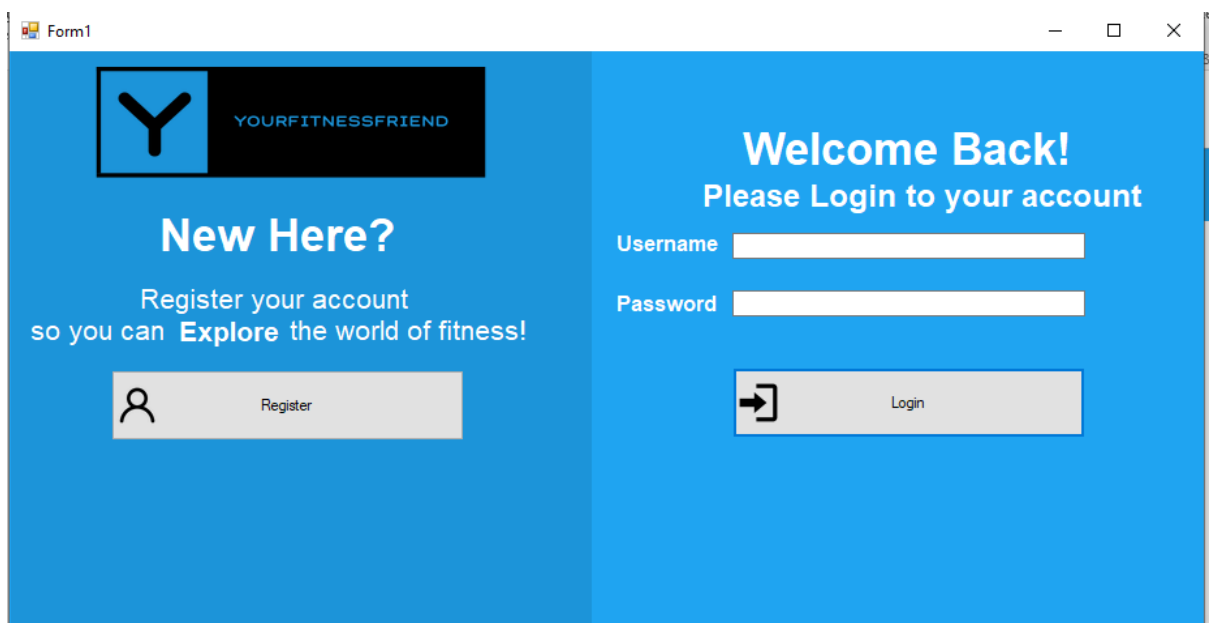 Form1
YOURFITNESSFRIEND
New Here?
Register your account
so you can Explore the world of fitness!
Register
Welcome Back!
Please Login to your account
Username
Password
Login